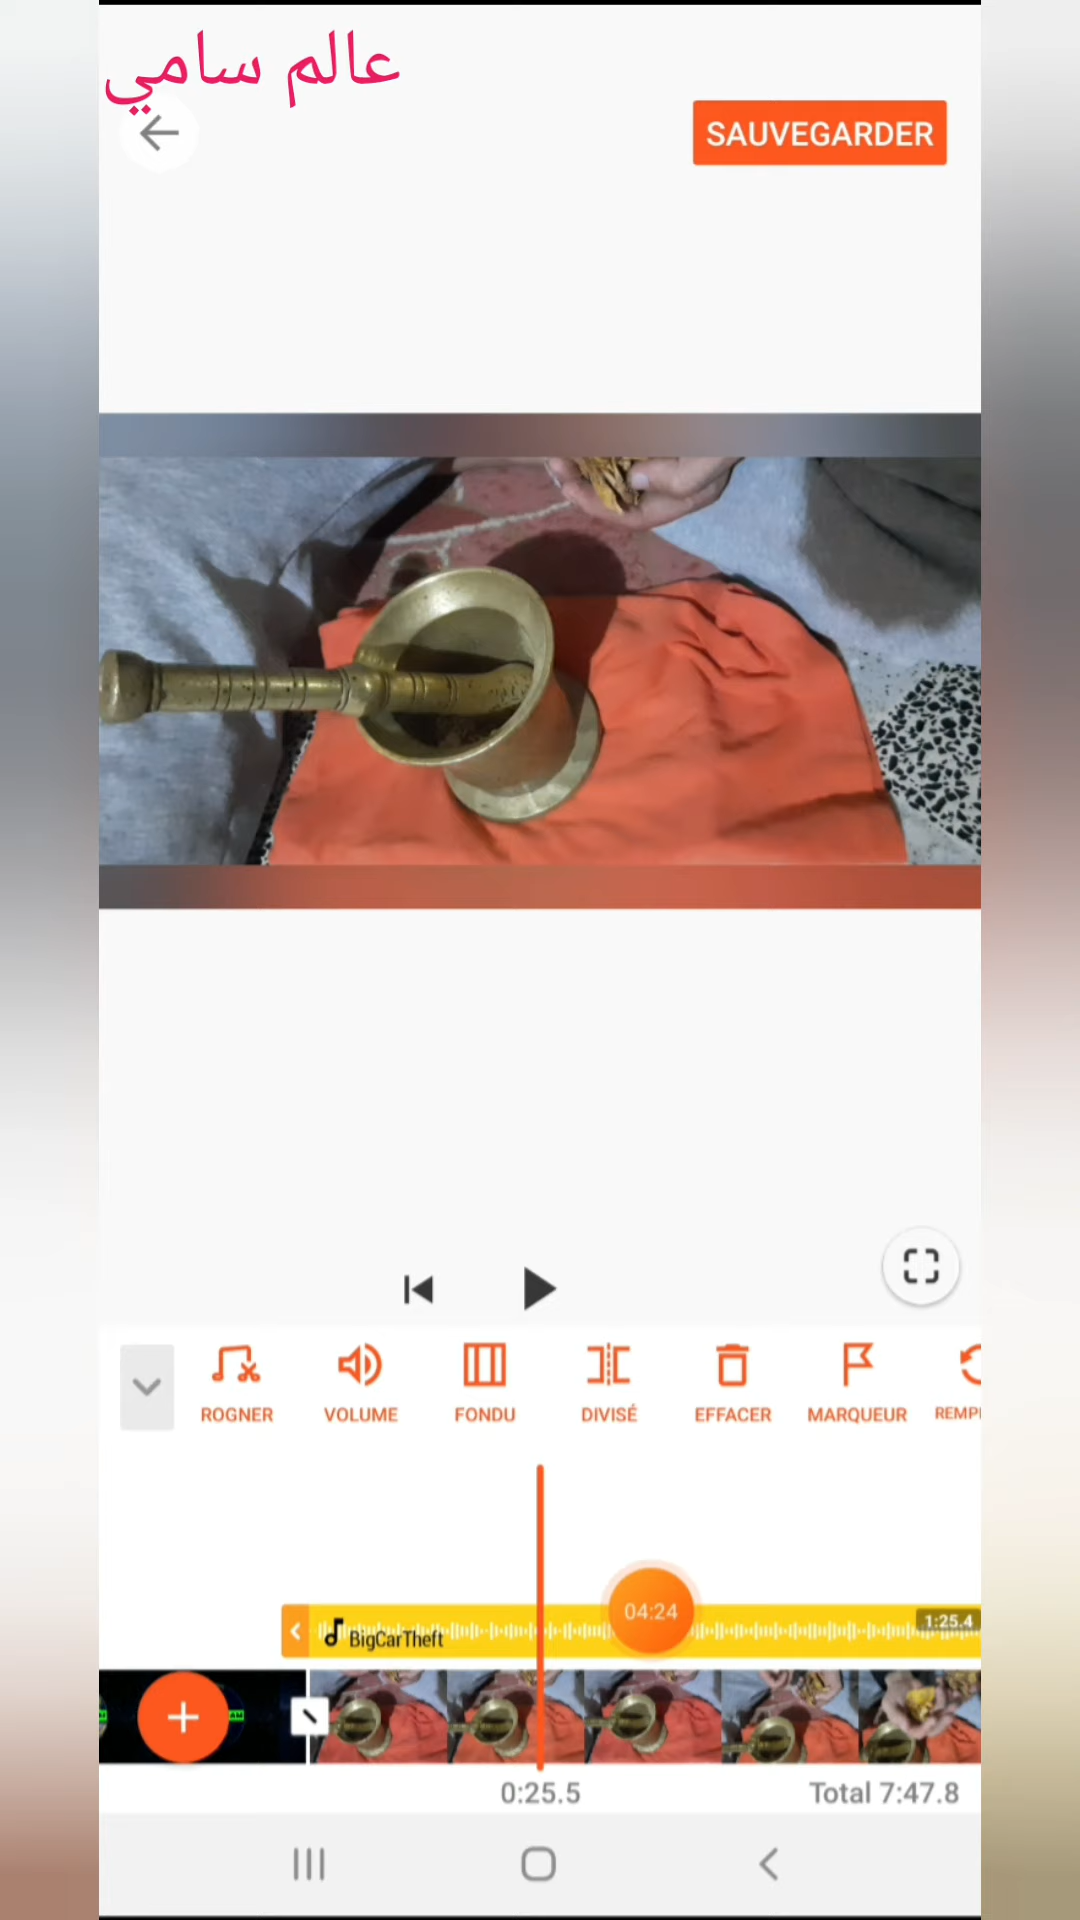 عالم سامي
SAUVEGARDER
ROGNER
VOLUME
FONDU
DIVISÉ
EFFACER
MARQUEUR
04:24
BigCarTheft
1:25.4
0:25.5
Total 7:47.8